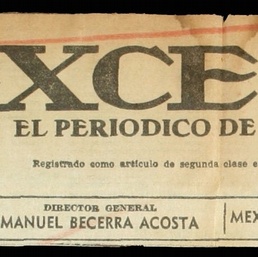 XCE
EL PERIODICO DE
Registrado como artículo de segunda clase e
DIRECTOR GENERAL
MANUEL BECERRA ACOSTA
MEX